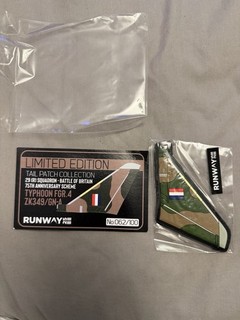 LIMITED EDITION
TAIL PATCH COLLECTION
29 (R) SQUADRON - BATTLE OF BRITAIN
75TH ANNIVERSARY SCHEME
TYPHOON FGR.4
ZK349/GN-A
RUNWAY
No:062/100
RUNWAY